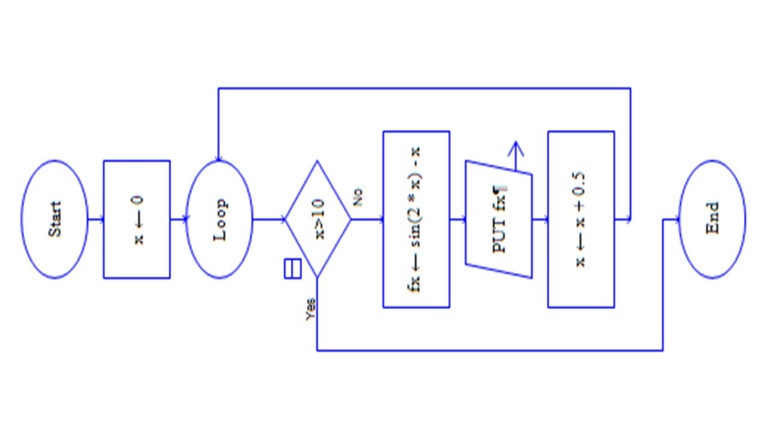 Start
x ← 0
Loop
x>10
Yes
No
fx ← sin(2 * x) - x
PUT fx¶
x ← x + 0.5
End